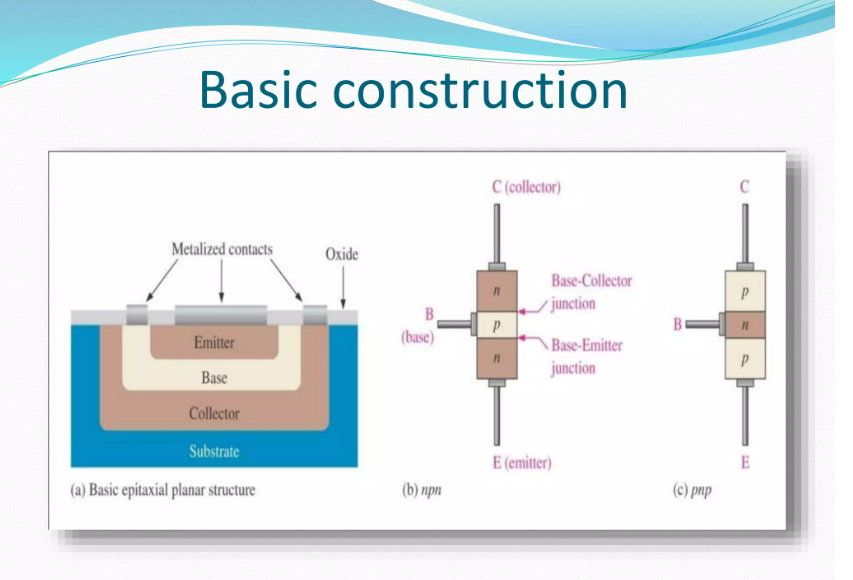 Basic construction
Metalized contacts
Oxide
Emitter
Base
Collector
Substrate
(a) Basic epitaxial planar structure
C (collector)
n
p
n
B
(base)
Base-Collector
junction
Base-Emitter
junction
E (emitter)
(b) npn
C
p
n
p
B
E
(c) pnp